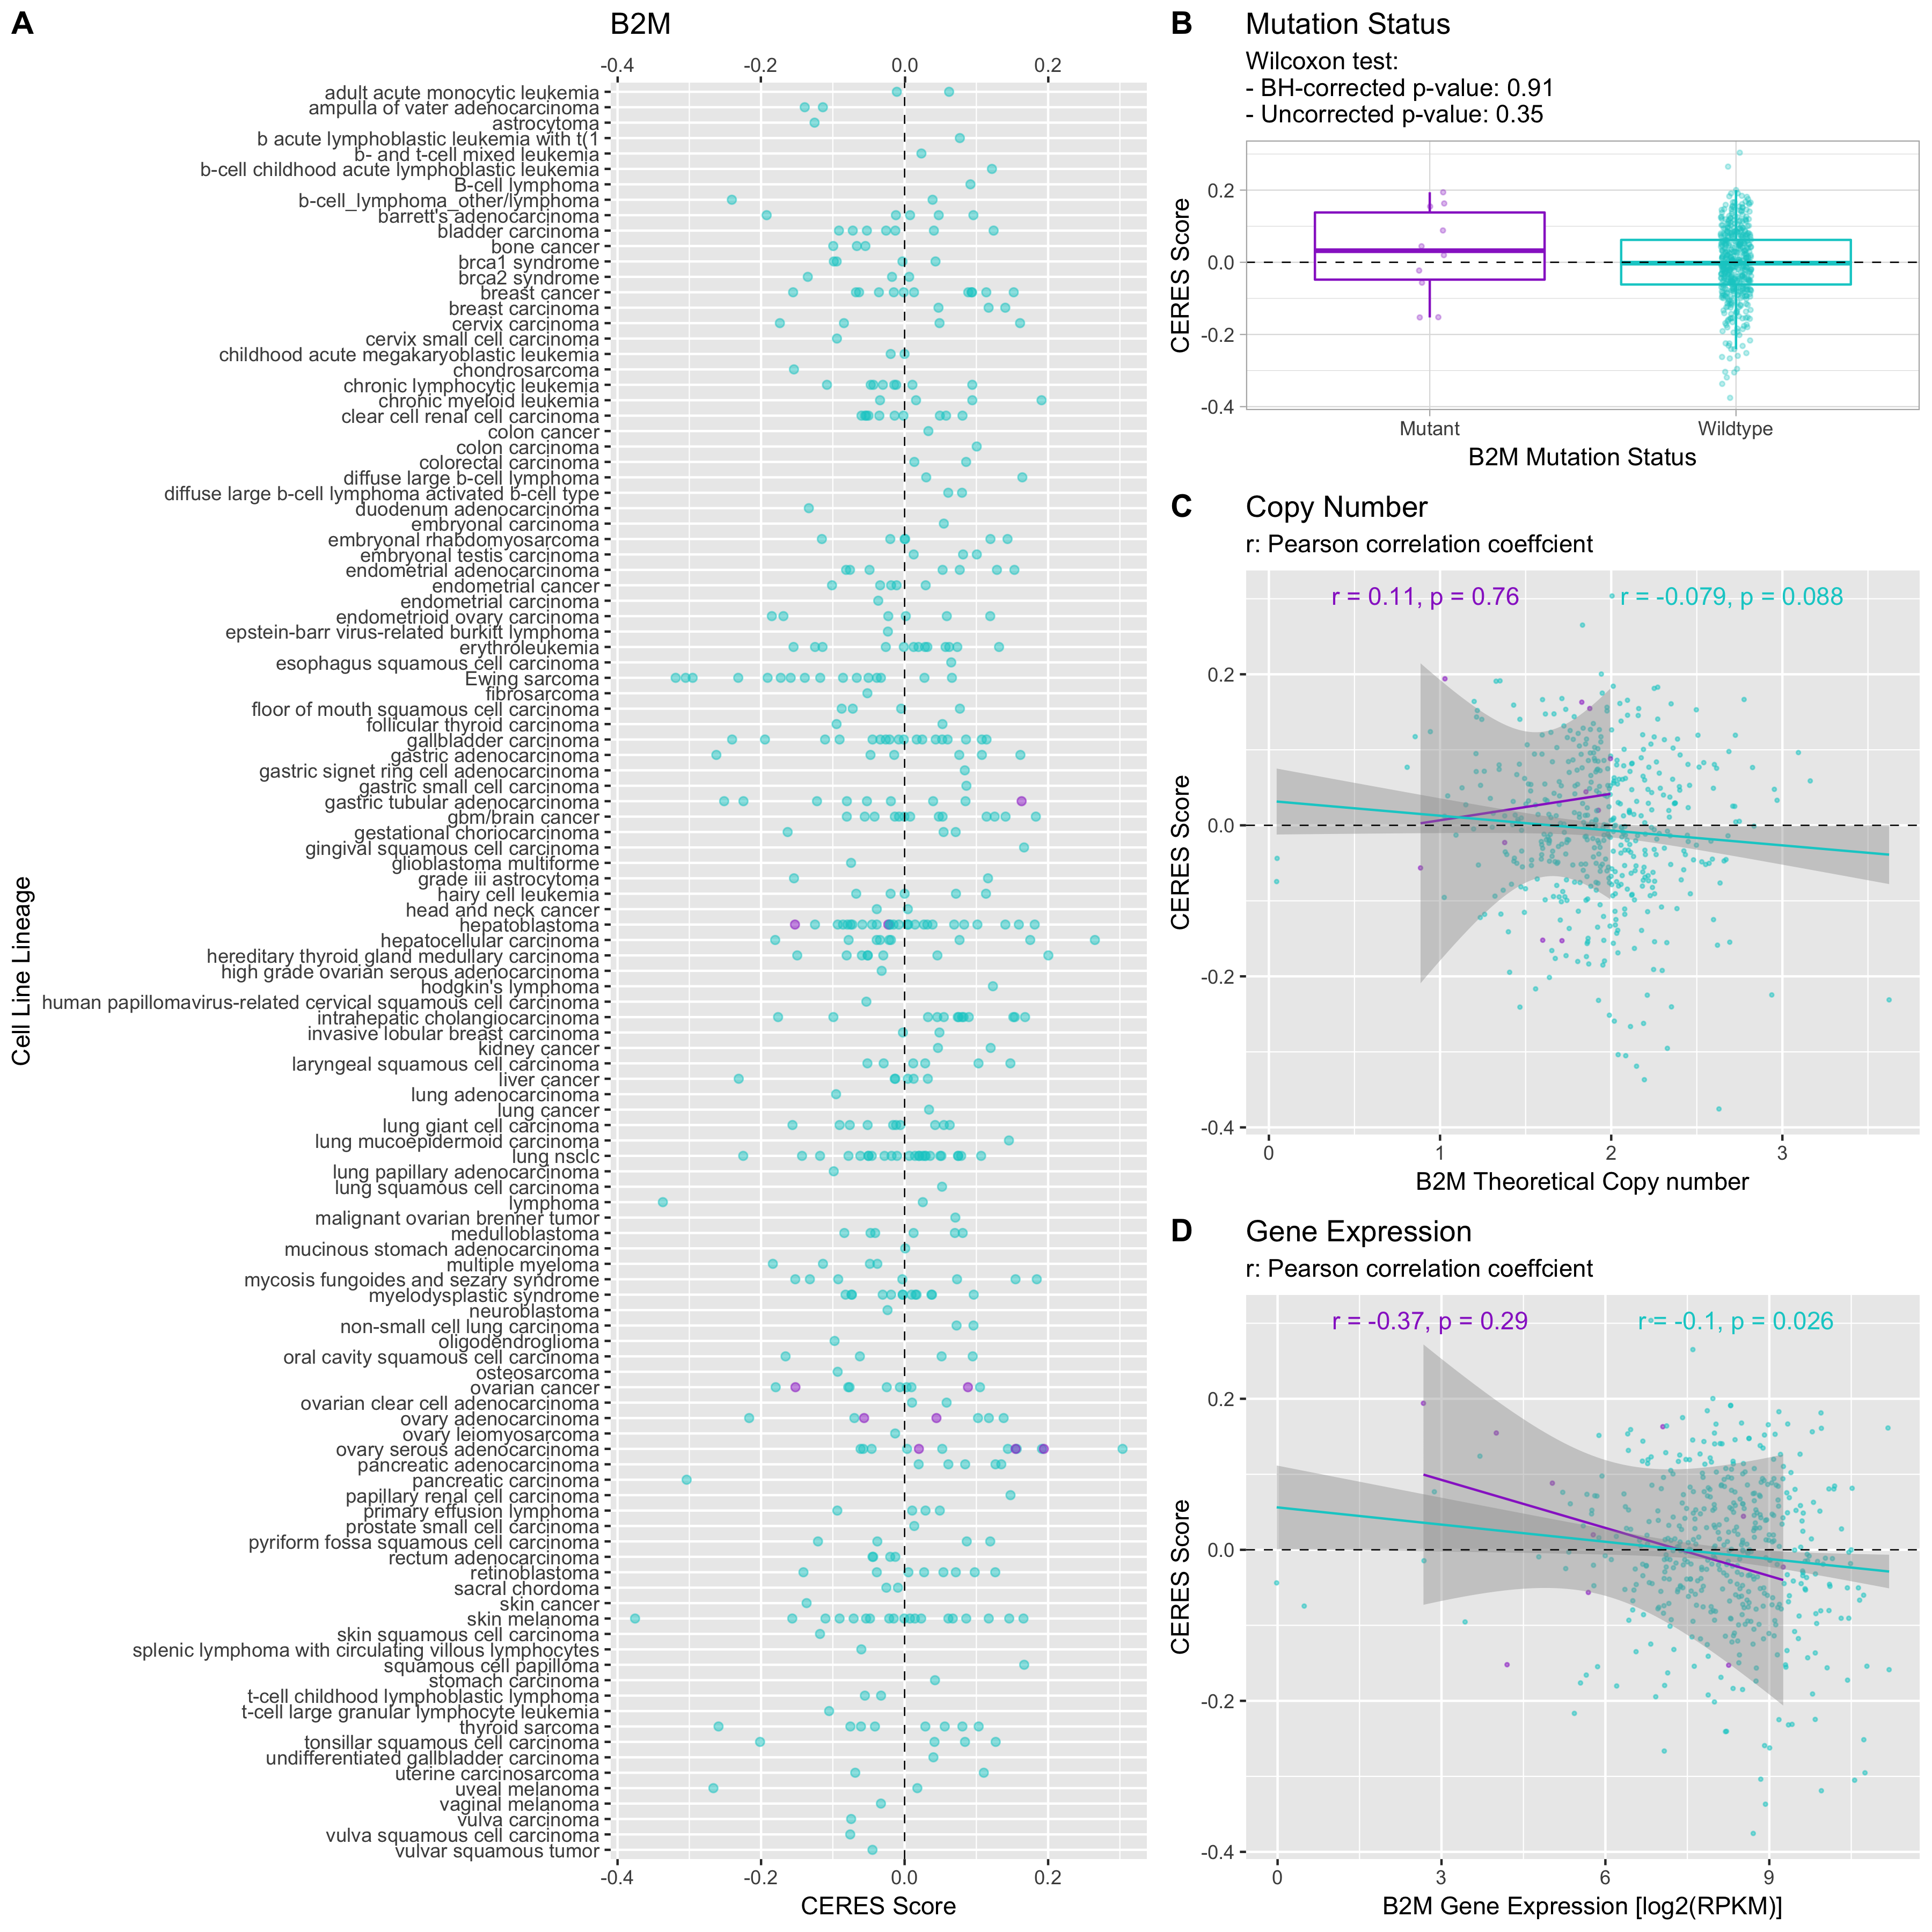 A
B2M
-0.4 -0.2 0.0 0.2
adult acute monocytic leukemia
ampulla of vater adenocarcinoma
astrocytoma
b acute lymphoblastic leukemia with t(1
b- and t-cell mixed leukemia
b-cell childhood acute lymphoblastic leukemia
B-cell lymphoma
b-cell_lymphoma_other/lymphoma
barrett's adenocarcinoma
bladder carcinoma
bone cancer
brca1 syndrome
brca2 syndrome
breast cancer
breast carcinoma
cervix carcinoma
cervix small cell carcinoma
childhood acute megakaryoblastic leukemia
chondrosarcoma
chronic lymphocytic leukemia
chronic myeloid leukemia
clear cell renal cell carcinoma
colon cancer
colon carcinoma
colorectal carcinoma
diffuse large b-cell lymphoma
diffuse large b-cell lymphoma activated b-cell type
duodenum adenocarcinoma
embryonal carcinoma
embryonal rhabdomyosarcoma
embryonal testis carcinoma
endometrial adenocarcinoma
endometrial cancer
endometrial carcinoma
endometrioid ovary carcinoma
epstein-barr virus-related burkitt lymphoma
erythroleukemia
esophagus squamous cell carcinoma
Ewing sarcoma
fibrosarcoma
floor of mouth squamous cell carcinoma
follicular thyroid carcinoma
gallbladder carcinoma
gastric adenocarcinoma
gastric signet ring cell adenocarcinoma
gastric small cell carcinoma
gastric tubular adenocarcinoma
gbm/brain cancer
gestational choriocarcinoma
gingival squamous cell carcinoma
glioblastoma multiforme
grade iii astrocytoma
hairy cell leukemia
head and neck cancer
hepatoblastoma
hepatocellular carcinoma
hereditary thyroid gland medullary carcinoma
high grade ovarian serous adenocarcinoma
hodgkin's lymphoma
human papillomavirus-related cervical squamous cell carcinoma
intrahepatic cholangiocarcinoma
invasive lobular breast carcinoma
kidney cancer
laryngeal squamous cell carcinoma
liver cancer
lung adenocarcinoma
lung cancer
lung giant cell carcinoma
lung mucoepidermoid carcinoma
lung nsclc
lung papillary adenocarcinoma
lung squamous cell carcinoma
lymphoma
malignant ovarian brenner tumor
medulloblastoma
mucinous stomach adenocarcinoma
multiple myeloma
mycosis fungoides and sezary syndrome
myelodysplastic syndrome
neuroblastoma
non-small cell lung carcinoma
oligodendroglioma
oral cavity squamous cell carcinoma
osteosarcoma
ovarian cancer
ovarian clear cell adenocarcinoma
ovary adenocarcinoma
ovary leiomyosarcoma
ovary serous adenocarcinoma
pancreatic adenocarcinoma
pancreatic carcinoma
papillary renal cell carcinoma
primary effusion lymphoma
prostate small cell carcinoma
pyriform fossa squamous cell carcinoma
rectum adenocarcinoma
retinoblastoma
sacral chordoma
skin cancer
skin melanoma
skin squamous cell carcinoma
splenic lymphoma with circulating villous lymphocytes
squamous cell papilloma
stomach carcinoma
t-cell childhood lymphoblastic lymphoma
t-cell large granular lymphocyte leukemia
thyroid sarcoma
tonsillar squamous cell carcinoma
undifferentiated gallbladder carcinoma
uterine carcinosarcoma
uveal melanoma
vaginal melanoma
vulva carcinoma
vulva squamous cell carcinoma
vulvar squamous tumor
-0.4 -0.2 0.0 0.2
CERES Score
Cell Line Lineage
B
Mutation Status
Wilcoxon test:
- BH-corrected p-value: 0.91
- Uncorrected p-value: 0.35
0.2
0.0
-0.2
-0.4
CERES Score
Mutant Wildtype
B2M Mutation Status
C
Copy Number
r: Pearson correlation coeffcient
r = 0.11, p = 0.76 r = -0.079, p = 0.088
0.2
0.0
-0.2
-0.4
CERES Score
0 1 2 3
B2M Theoretical Copy number
D
Gene Expression
r: Pearson correlation coeffcient
r = -0.37, p = 0.29 r = -0.1, p = 0.026
0.2
0.0
-0.2
-0.4
CERES Score
0 3 6 9
B2M Gene Expression [log2(RPKM)]